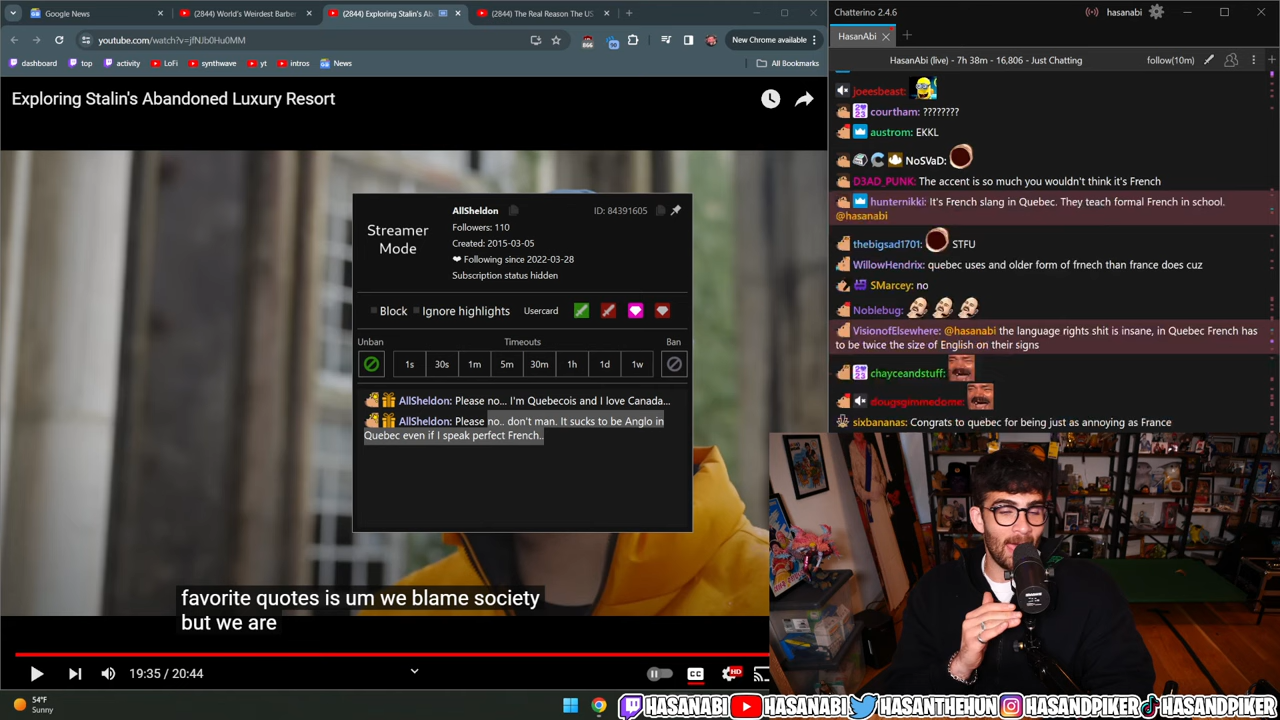 Google News
(2844) World's Weirdest Barbe
(2844) Exploring Stalin's Ab
(2844) The Real Reason The US
youtube.com/watch?v=jfNJb0Hu0MM
New Chrome available
dashboard
top
activity
LoFi
synthwave
yt
intros
News
All Bookmarks
Exploring Stalin's Abandoned Luxury Resort
Streamer
Mode
AllSheldon
ID: 84391605
Followers: 110
Created: 2015-03-05
❤ Following since 2022-03-28
Subscription status hidden
Block
Ignore highlights
Usercard
Unban
Timeouts
Ban
1s
30s
1m
5m
30m
1h
1d
1w
AllSheldon: Please no... I'm Quebecois and I love Canada...
AllSheldon: Please no.. don't man. It sucks to be Anglo in
Quebec even if I speak perfect French..
favorite quotes is um we blame society
but we are
19:35 / 20:44
CC
HD
54°F
Sunny
Chatterino 2.4.6
hasanabi
HasanAbi
HasanAbi (live) - 7h 38m - 16,806 - Just Chatting
follow(10m)
joeesbeast:
courtham: ????????
austrom: EKKL
NoSVaD:
D3AD_PUNK: The accent is so much you wouldn't think it's French
hunternikki: It's French slang in Quebec. They teach formal French in school.
@hasanabi
thebigsad1701: STFU
WillowHendrix: quebec uses and older form of frnech than france does cuz
SMarcey: no
Noblebug:
VisionofElsewhere: @hasanabi the language rights shit is insane, in Quebec French has
to be twice the size of English on their signs
chayceandstuff:
dougsgimmedome:
sixbananas: Congrats to quebec for being just as annoying as France
HASANABI
HASANABI
HASANTHEHUN
HASANDPIKER
HASANDPIKER